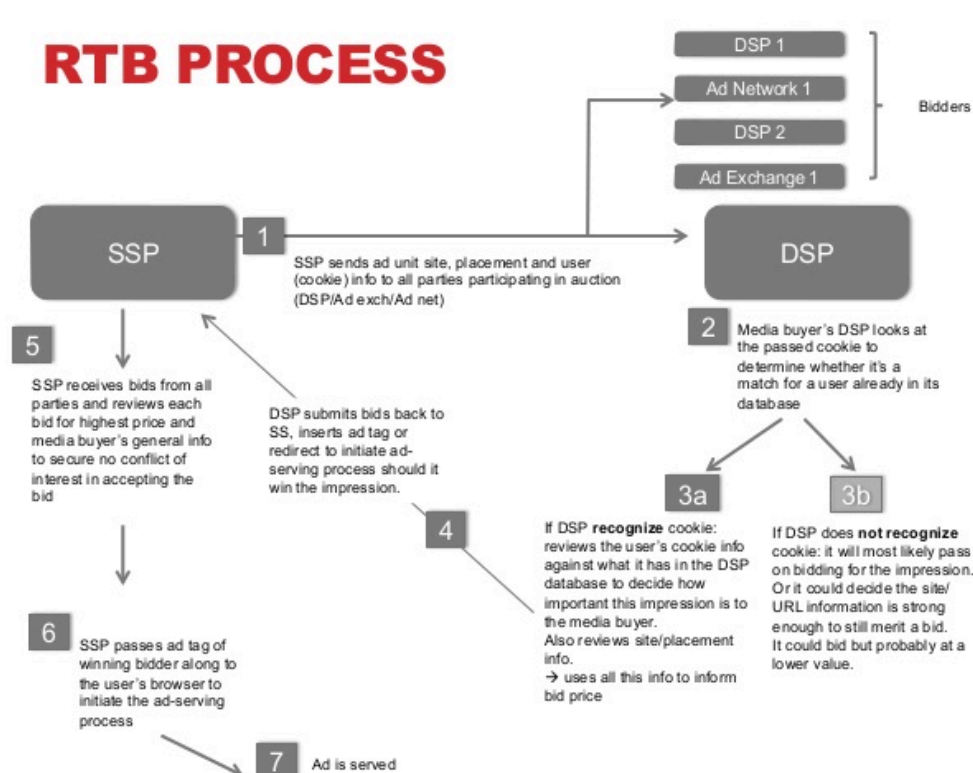 RTB PROCESS
DSP 1
Ad Network 1
DSP 2
Ad Exchange 1
Bidders
SSP
1
SSP sends ad unit site, placement and user
(cookie) info to all parties participating in auction
(DSP/Ad exch/Ad net)
DSP
2
Media buyer's DSP looks at
the passed cookie to
determine whether it's a
match for a user already in its
database
3a
If DSP recognize cookie:
reviews the user's cookie info
against what it has in the DSP
database to decide how
important this impression is to
the media buyer.
Also reviews site/placement
info.
→ uses all this info to inform
bid price
3b
If DSP does not recognize
cookie: it will most likely pass
on bidding for the impression.
Or it could decide the site/
URL information is strong
enough to still merit a bid.
It could bid but probably at a
lower value.
4
DSP submits bids back to
SS, inserts ad tag or
redirect to initiate ad-
serving process should it
win the impression.
5
SSP receives bids from all
parties and reviews each
bid for highest price and
media buyer's general info
to secure no conflict of
interest in accepting the
bid
6
SSP passes ad tag of
winning bidder along to
the user's browser to
initiate the ad-serving
process
7
Ad is served